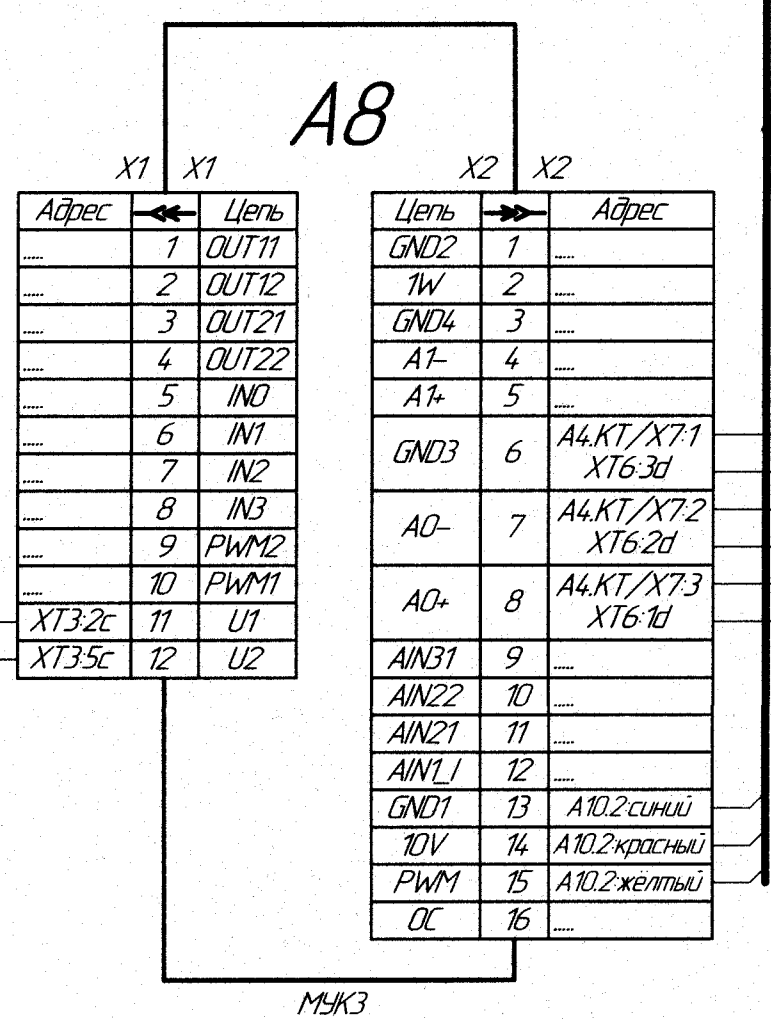 А8
X1 X1
X2 X2
Адрес Цепь
..... 1 OUT11
..... 2 OUT12
..... 3 OUT21
..... 4 OUT22
..... 5 IN0
..... 6 IN1
..... 7 IN2
..... 8 IN3
..... 9 PWM2
..... 10 PWM1
XT3:2c 11 U1
XT3:5c 12 U2
Цепь Адрес
GND2 1 .....
1W 2 .....
GND4 3 .....
A1– 4 .....
A1+ 5 .....
GND3 6 A4.KT/X7:1
XT6:3d
A0– 7 A4.KT/X7:2
XT6:2d
A0+ 8 A4.KT/X7:3
XT6:1d
AIN31 9 .....
AIN22 10 .....
AIN21 11 .....
AIN1_I 12 .....
GND1 13 A10.2:синий
10V 14 A10.2:красный
PWM 15 A10.2:жёлтый
OC 16 .....
МУК3